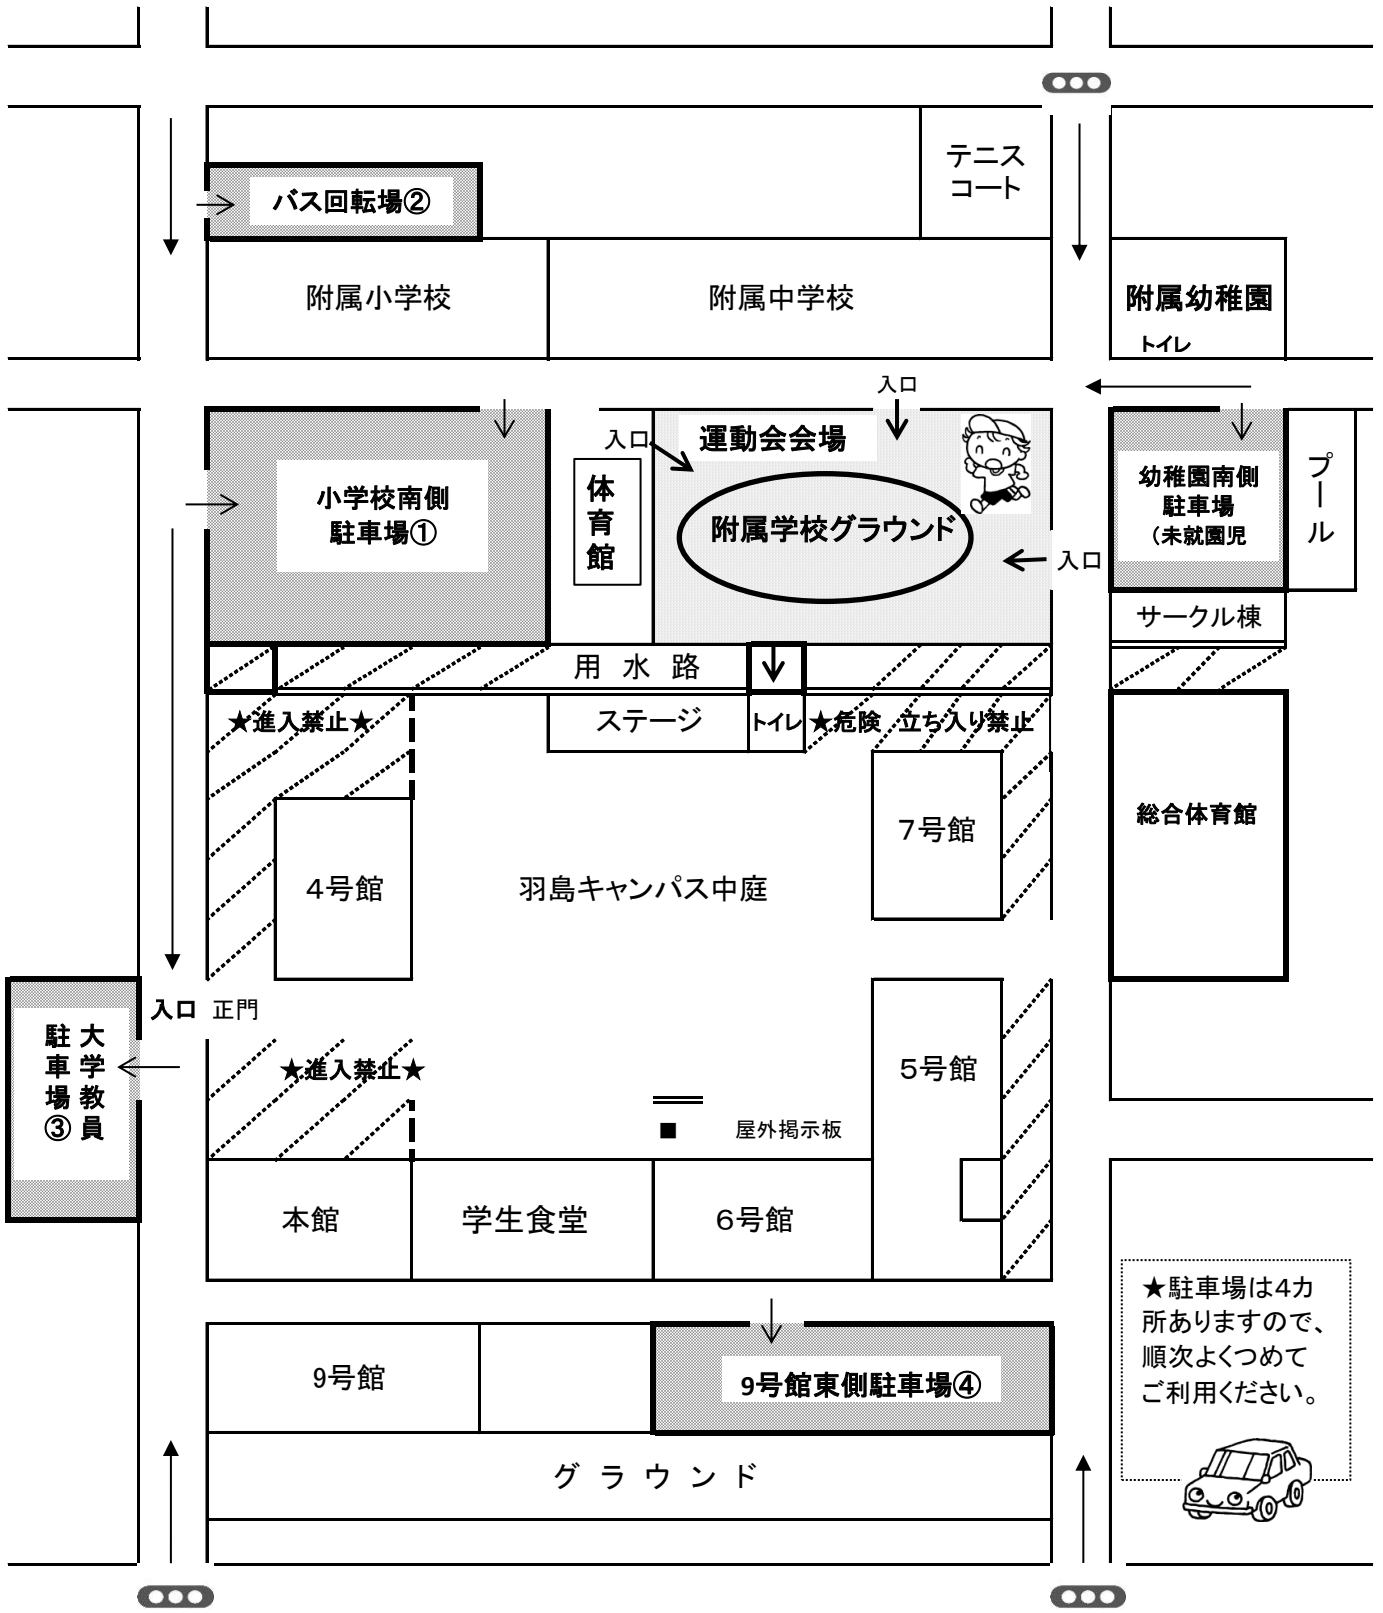 テニス
コート
バス回転場②
附属小学校
附属中学校
附属幼稚園
トイレ
入口
入口
運動会会場
小学校南側
駐車場①
体育館
附属学校グラウンド
入口
幼稚園南側
駐車場
（未就園児
プール
サークル棟
用 水 路
★進入禁止★
ステージ
トイレ
★危険 立ち入り禁止
総合体育館
7号館
4号館
羽島キャンパス中庭
入口 正門
大学教員
駐車場③
★進入禁止★
5号館
■ 屋外掲示板
本館
学生食堂
6号館
★駐車場は4カ
所ありますので、
順次よくつめて
ご利用ください。
9号館
9号館東側駐車場④
グ ラ ウ ン ド